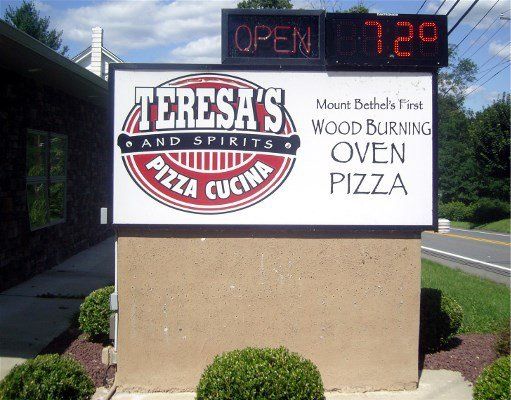 OPEN 72°
TERESA'S
AND SPIRITS
PIZZA CUCINA
Mount Bethel's First
WOOD BURNING
OVEN
PIZZA